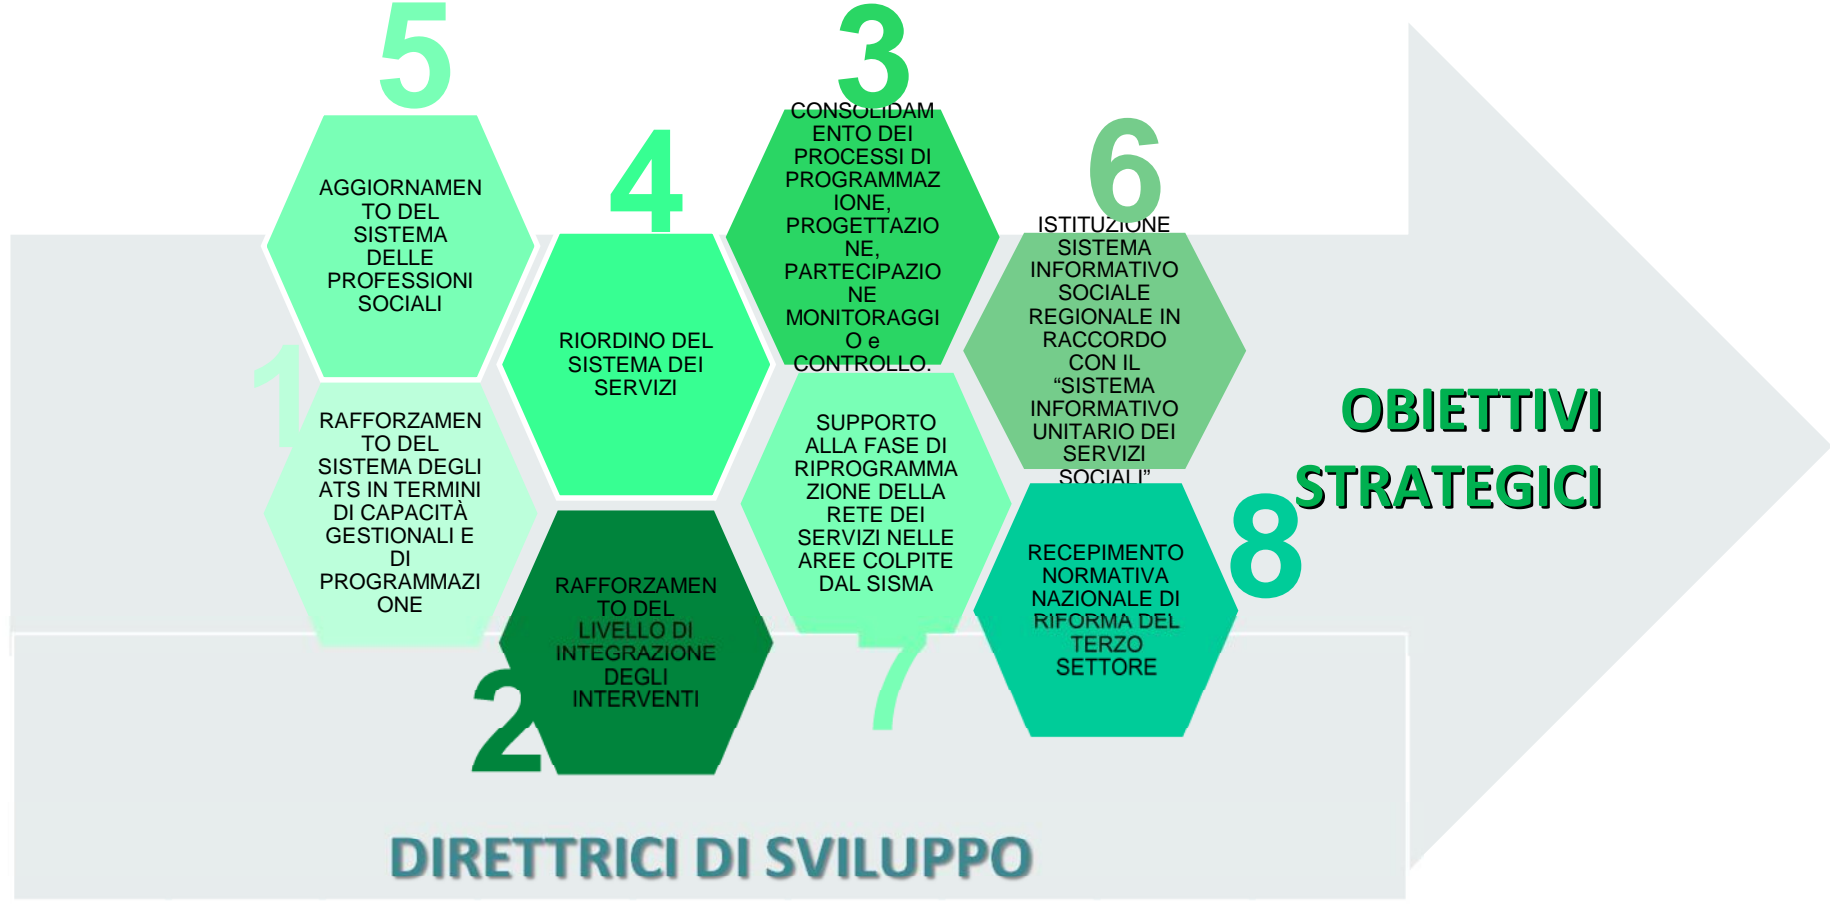 5
AGGIORNAMEN
TO DEL
SISTEMA
DELLE
PROFESSIONI
SOCIALI
1
RAFFORZAMEN
TO DEL
SISTEMA DEGLI
ATS IN TERMINI
DI CAPACITÀ
GESTIONALI E
DI
PROGRAMMAZI
ONE
4
RIORDINO DEL
SISTEMA DEI
SERVIZI
2
RAFFORZAMEN
TO DEL
LIVELLO DI
INTEGRAZIONE
DEGLI
INTERVENTI
3
CONSOLIDAM
ENTO DEI
PROCESSI DI
PROGRAMMAZ
IONE,
PROGETTAZIO
NE,
PARTECIPAZIO
NE
MONITORAGGI
O e
CONTROLLO.
SUPPORTO
ALLA FASE DI
RIPROGRAMMA
ZIONE DELLA
RETE DEI
SERVIZI NELLE
AREE COLPITE
DAL SISMA
7
6
ISTITUZIONE
SISTEMA
INFORMATIVO
SOCIALE
REGIONALE IN
RACCORDO
CON IL
“SISTEMA
INFORMATIVO
UNITARIO DEI
SERVIZI
SOCIALI”
8
RECEPIMENTO
NORMATIVA
NAZIONALE DI
RIFORMA DEL
TERZO
SETTORE
OBIETTIVI
STRATEGICI
DIRETTRICI DI SVILUPPO